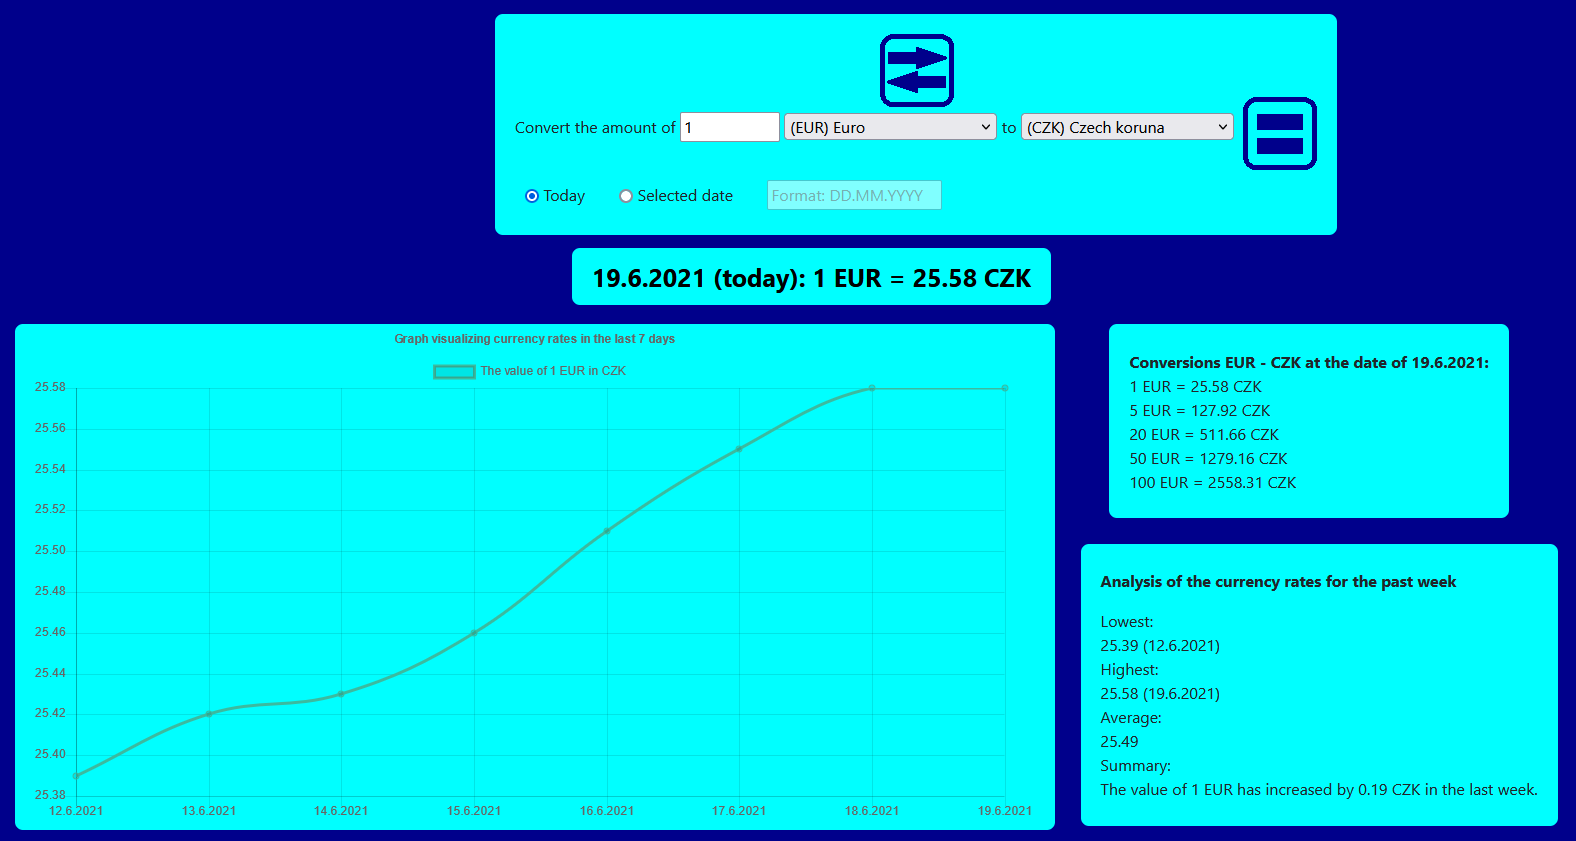 Convert the amount of 1 (EUR) Euro to (CZK) Czech koruna
Today Selected date Format: DD.MM.YYYY
19.6.2021 (today): 1 EUR = 25.58 CZK
Graph visualizing currency rates in the last 7 days
The value of 1 EUR in CZK
25.58
25.56
25.54
25.52
25.50
25.48
25.46
25.44
25.42
25.40
25.38
12.6.2021 13.6.2021 14.6.2021 15.6.2021 16.6.2021 17.6.2021 18.6.2021 19.6.2021
Conversions EUR - CZK at the date of 19.6.2021:
1 EUR = 25.58 CZK
5 EUR = 127.92 CZK
20 EUR = 511.66 CZK
50 EUR = 1279.16 CZK
100 EUR = 2558.31 CZK
Analysis of the currency rates for the past week
Lowest:
25.39 (12.6.2021)
Highest:
25.58 (19.6.2021)
Average:
25.49
Summary:
The value of 1 EUR has increased by 0.19 CZK in the last week.